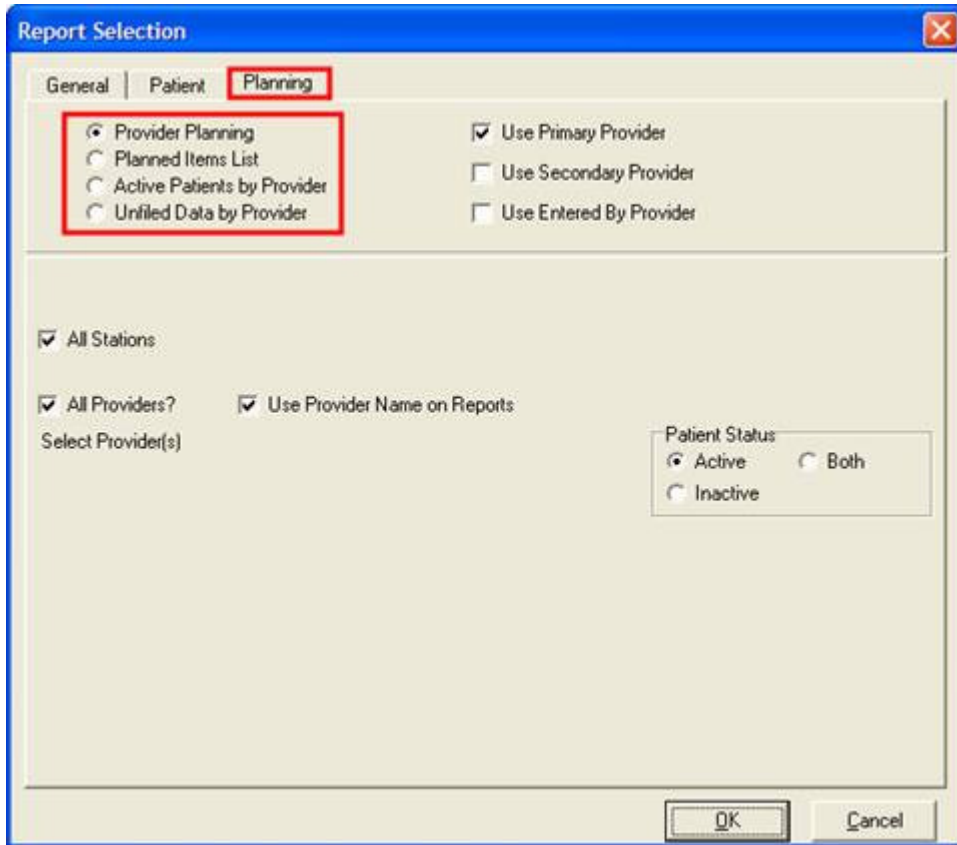 Report Selection
General Patient Planning
Provider Planning
Planned Items List
Active Patients by Provider
Unfiled Data by Provider
Use Primary Provider
Use Secondary Provider
Use Entered By Provider
All Stations
All Providers? Use Provider Name on Reports
Select Provider(s)
Patient Status
Active Both
Inactive
OK Cancel